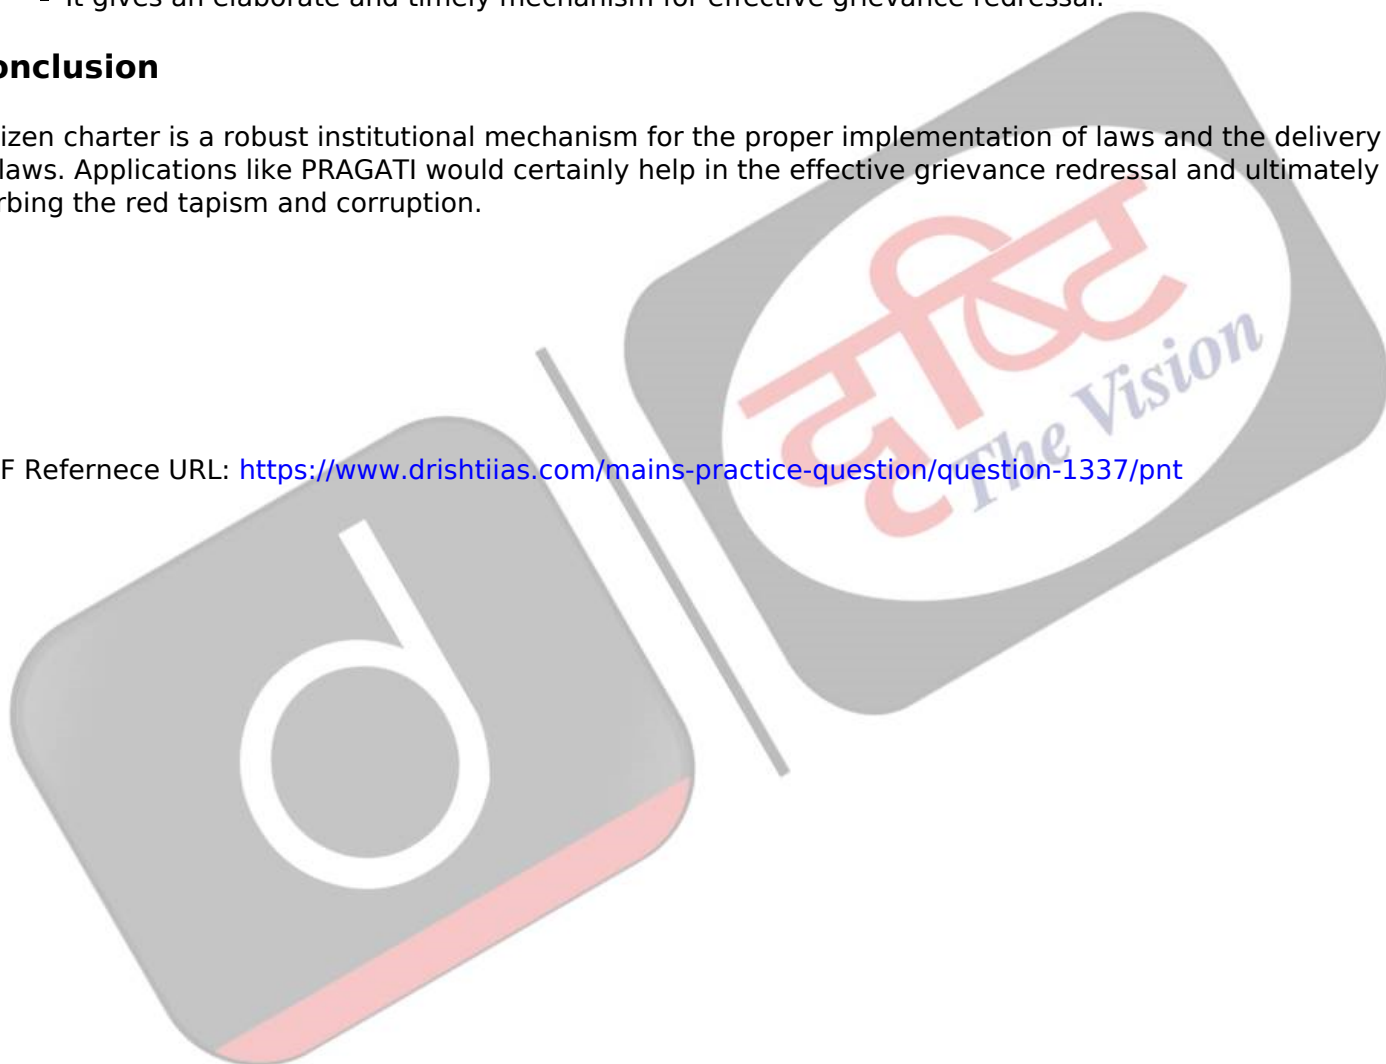 It gives an elaborate and timely mechanism for effective grievance redressal.
onclusion
izen charter is a robust institutional mechanism for the proper implementation of laws and the delivery
laws. Applications like PRAGATI would certainly help in the effective grievance redressal and ultimately
rbing the red tapism and corruption.
दृष्टि
The Vision
F Refernece URL: https://www.drishtiias.com/mains-practice-question/question-1337/pnt
d